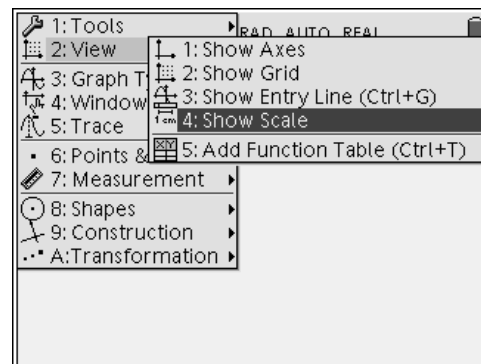 1: Tools
RAD AUTO REAL
2: View
1: Show Axes
2: Show Grid
3: Graph T
3: Show Entry Line (Ctrl+G)
4: Window
1 cm 4: Show Scale
5: Trace
5: Add Function Table (Ctrl+T)
6: Points &
7: Measurement
8: Shapes
9: Construction
A:Transformation